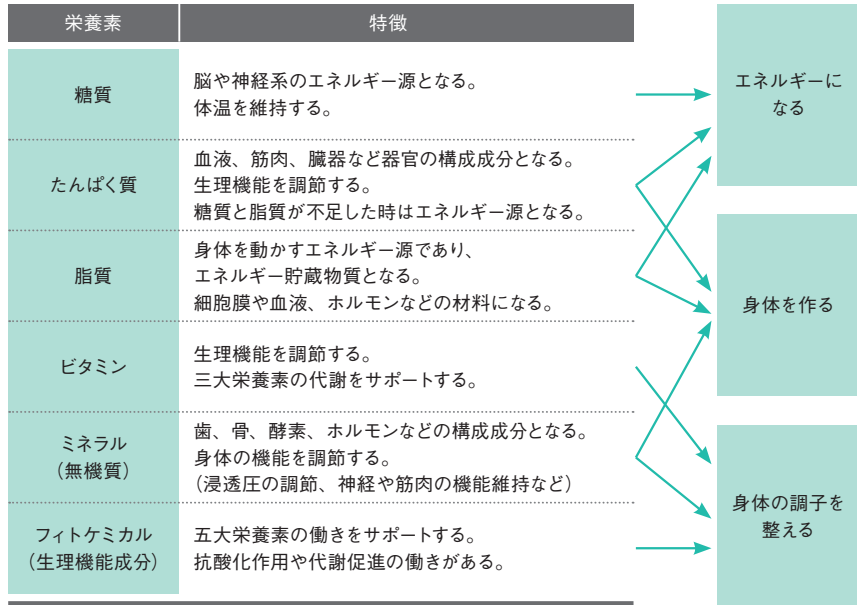 栄養素 特徴
糖質
脳や神経系のエネルギー源となる。
体温を維持する。
たんぱく質
血液、筋肉、臓器など器官の構成成分となる。
生理機能を調節する。
糖質と脂質が不足した時はエネルギー源となる。
脂質
身体を動かすエネルギー源であり、
エネルギー貯蔵物質となる。
細胞膜や血液、ホルモンなどの材料になる。
ビタミン
生理機能を調節する。
三大栄養素の代謝をサポートする。
ミネラル
（無機質）
歯、骨、酵素、ホルモンなどの構成成分となる。
身体の機能を調節する。
（浸透圧の調節、神経や筋肉の機能維持など）
フィトケミカル
（生理機能成分）
五大栄養素の働きをサポートする。
抗酸化作用や代謝促進の働きがある。
エネルギーに
なる
身体を作る
身体の調子を
整える